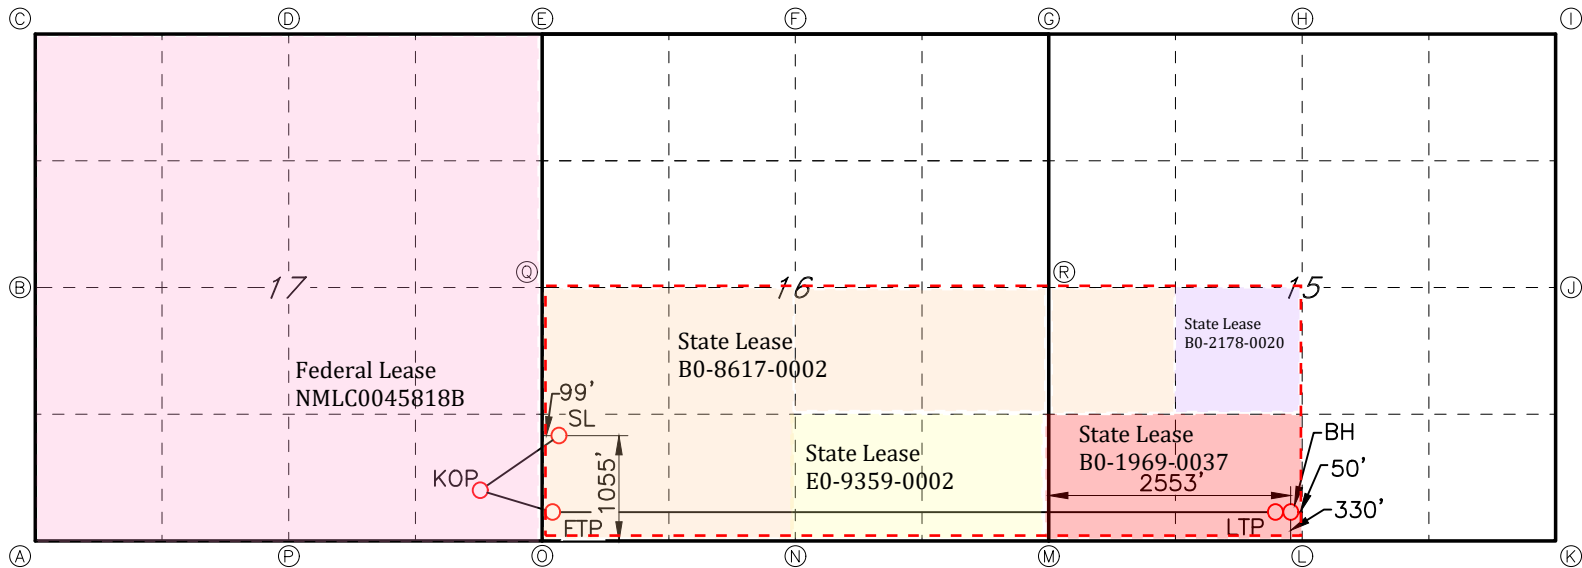 C D E F G H I
Q R
B 17 16 15 J
State Lease
B0-2178-0020
State Lease
B0-8617-0002
Federal Lease
NMLC0045818B
99'
SL
State Lease
B0-1969-0037
BH
State Lease
E0-9359-0002
KOP
1055'
2553'
50'
330'
FTP
LTP
A P O N M L K